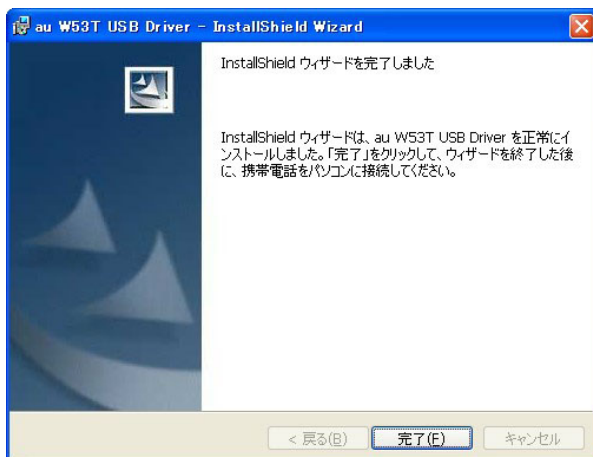 au W53T USB Driver - InstallShield Wizard
InstallShield ウィザードを完了しました
InstallShield ウィザードは、au W53T USB Driver を正常にイ
ンストールしました。「完了」をクリックして、ウィザードを終了した後
に、携帯電話をパソコンに接続してください。
< 戻る(B)
完了(F)
キャンセル